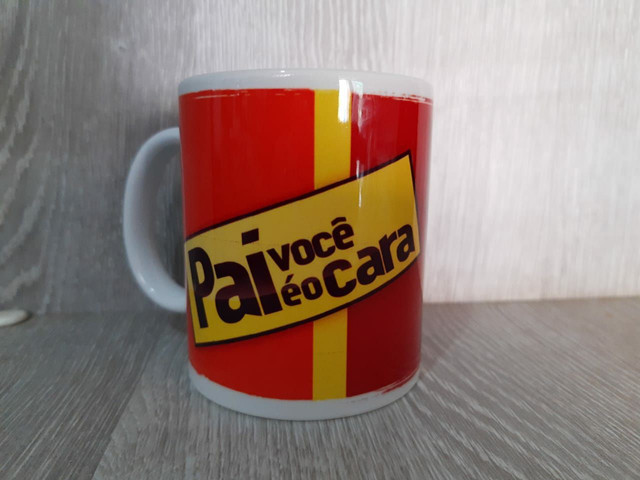 Pai você
é o cara